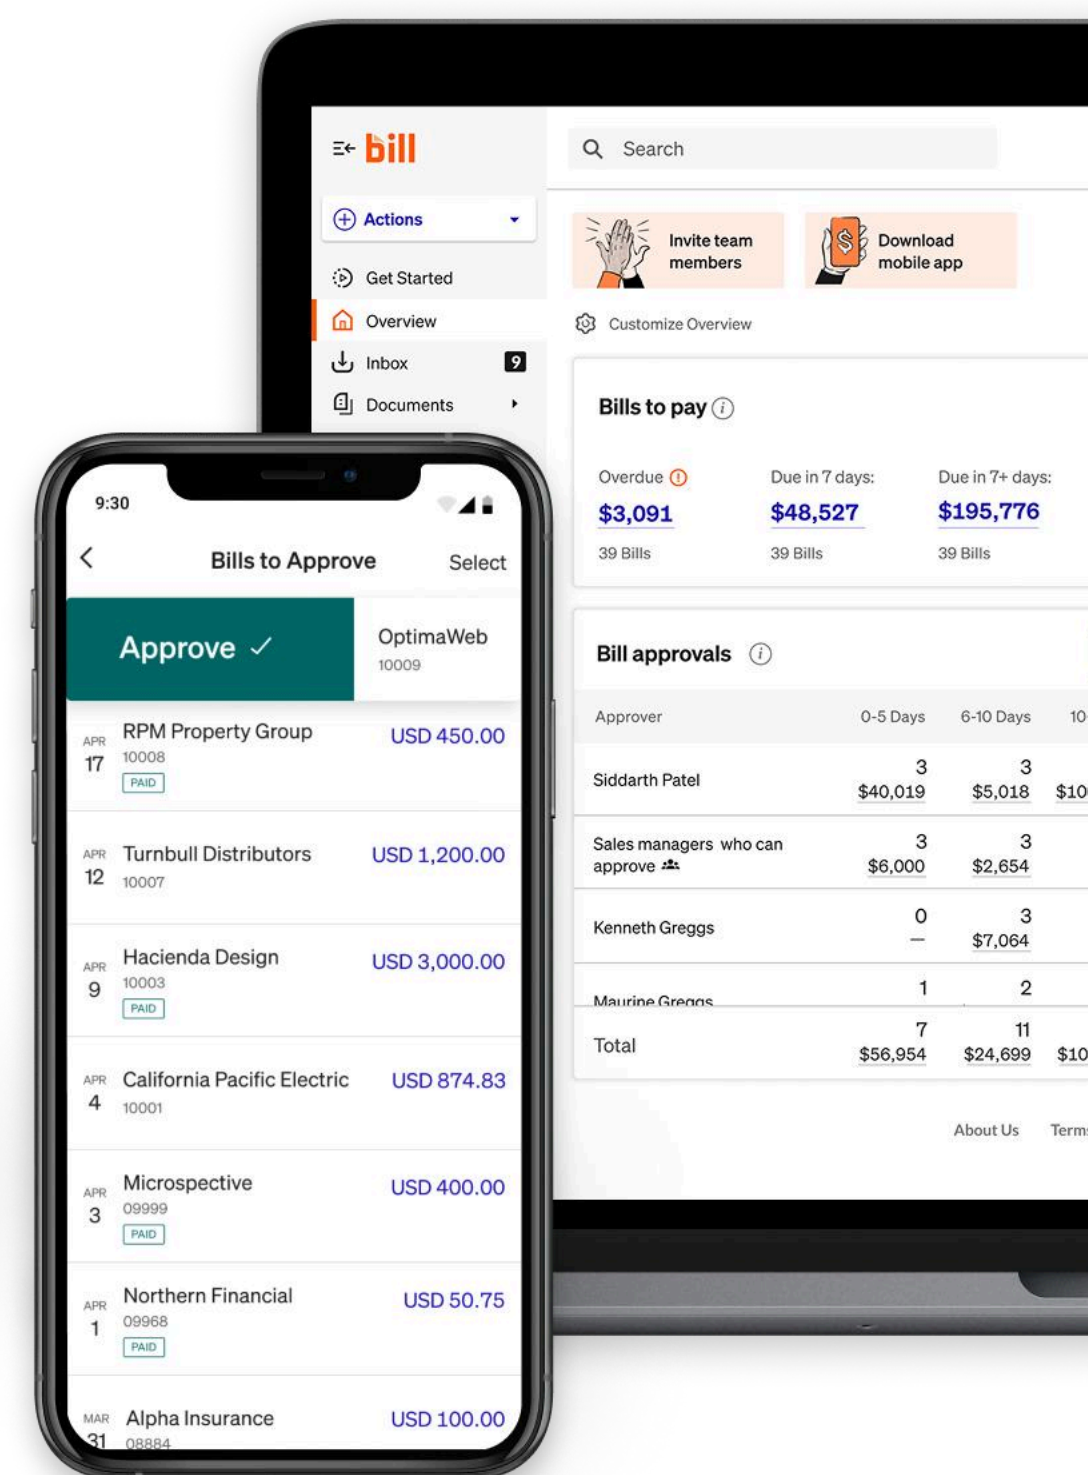 bill
Search
Actions
Invite team
members
Download
mobile app
Get Started
Overview
Customize Overview
Inbox
9
Documents
Bills to pay
Overdue
Due in 7 days:
Due in 7+ days:
$3,091
$48,527
$195,776
39 Bills
39 Bills
39 Bills
Bill approvals
Approver
0-5 Days
6-10 Days
10-
Siddarth Patel
3
$40,019
3
$5,018
$10
Sales managers who can
approve
3
$6,000
3
$2,654
Kenneth Greggs
0
—
3
$7,064
Maurine Greggs
1
2
Total
7
$56,954
11
$24,699
$10
About Us
Terms
9:30
Bills to Approve
Select
Approve
OptimaWeb
10009
APR
17
RPM Property Group
10008
PAID
USD 450.00
APR
12
Turnbull Distributors
10007
USD 1,200.00
APR
9
Hacienda Design
10003
PAID
USD 3,000.00
APR
4
California Pacific Electric
10001
USD 874.83
APR
3
Microspective
09999
PAID
USD 400.00
APR
1
Northern Financial
09968
PAID
USD 50.75
MAR
31
Alpha Insurance
08884
USD 100.00